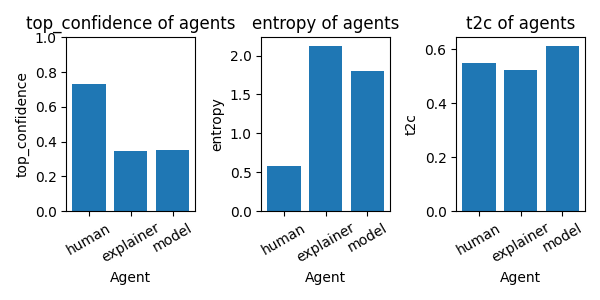 top_confidence of agents
top_confidence
1.0
0.8
0.6
0.4
0.2
0.0
human
explainer
model
Agent
entropy of agents
entropy
2.0
1.5
1.0
0.5
0.0
human
explainer
model
Agent
t2c of agents
t2c
0.6
0.4
0.2
0.0
human
explainer
model
Agent